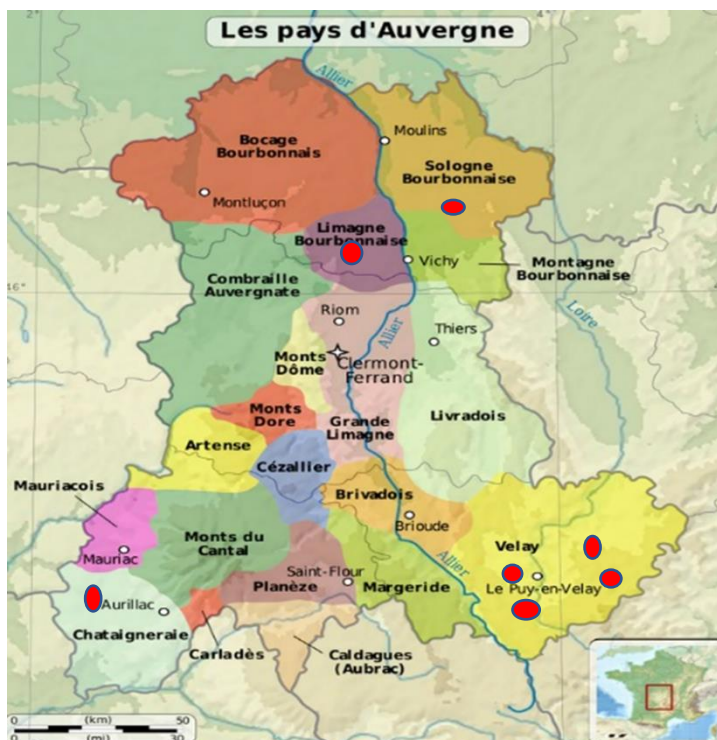 Les pays d'Auvergne
2°
4°
Allier
Moulins
Bocage
Bourbonnais
Sologne
Bourbonnaise
Montluçon
Limagne
Bourbonnaise
Vichy
Montagne
Bourbonnaise
Combraille
Auvergnate
46°
Riom
Loire
Allier
Thiers
Monts
Dôme
Clermont-
Ferrand
Monts
Dore
Grande
Limagne
Livradois
Artense
Cézallier
Mauriacois
Brivadois
Brioude
Monts du
Cantal
Velay
Mauriac
Allier
Saint-Flour
Planèze
Margeride
Le Puy-en-Velay
Aurillac
Chataigneraie
Carladès
Caldagues
(Aubrac)
0 (km) 50
0 (mi) 30